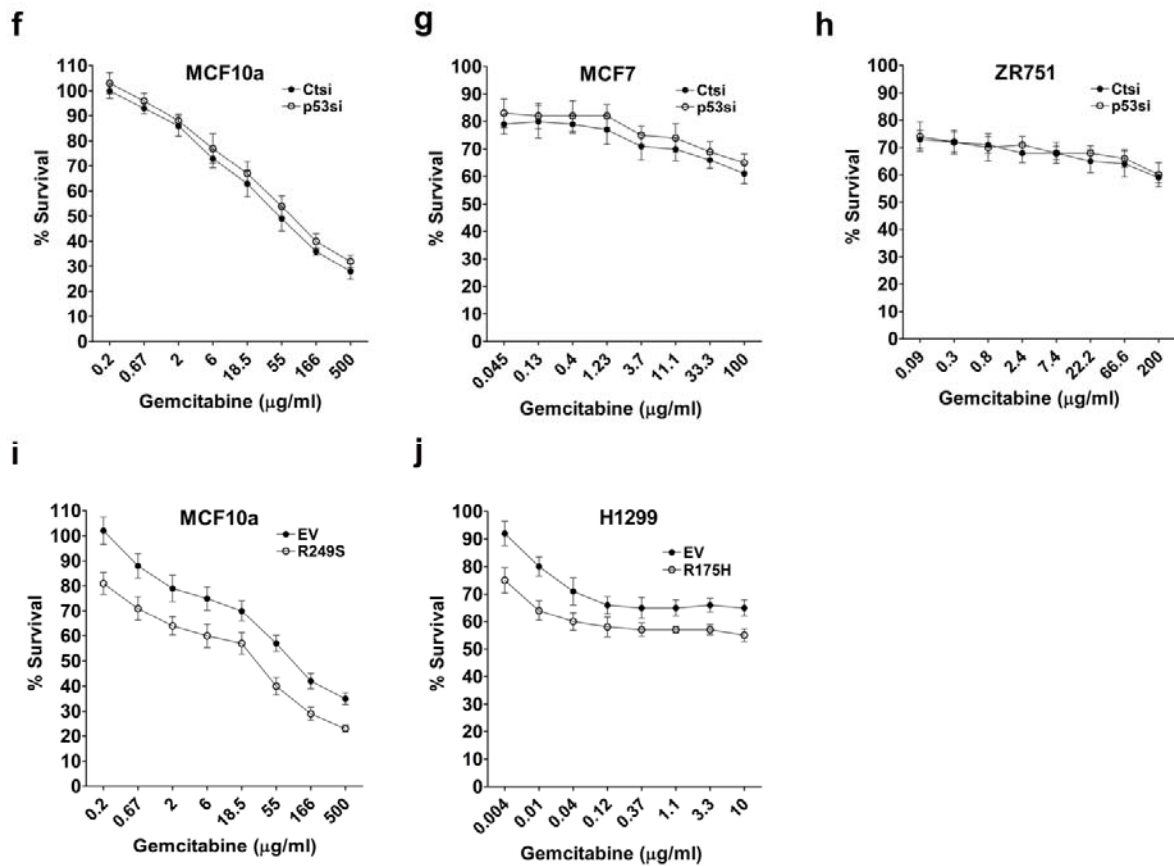 f
MCF10a
Ctsi
p53si
110
100
90
80
70
60
50
40
30
20
10
0
% Survival
0.2 0.67 2 6 18.5 55 166 500
Gemcitabine (μg/ml)
g
MCF7
Ctsi
p53si
100
90
80
70
60
50
40
30
20
10
0
% Survival
0.045 0.13 0.4 1.23 3.7 11.1 33.3 100
Gemcitabine (μg/ml)
h
ZR751
Ctsi
p53si
100
90
80
70
60
50
40
30
20
10
0
% Survival
0.09 0.3 0.8 2.4 7.4 22.2 66.6 200
Gemcitabine (μg/ml)
i
MCF10a
EV
R249S
110
100
90
80
70
60
50
40
30
20
10
0
% Survival
0.2 0.67 2 6 18.5 55 166 500
Gemcitabine (μg/ml)
j
H1299
EV
R175H
100
90
80
70
60
50
40
30
20
10
0
% Survival
0.004 0.01 0.04 0.12 0.37 1.1 3.3 10
Gemcitabine (μg/ml)